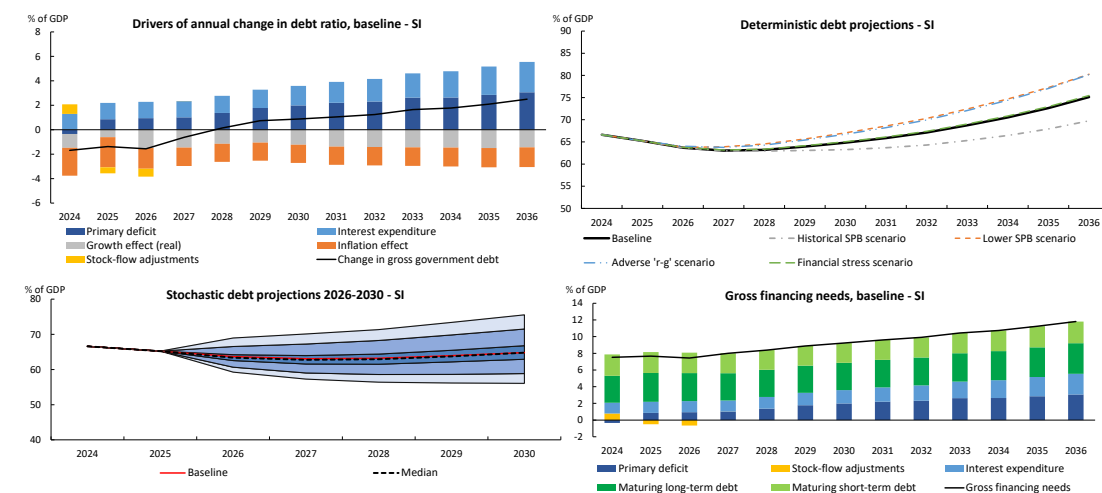 % of GDP
Drivers of annual change in debt ratio, baseline - SI
8
6
4
2
0
-2
-4
-6
2024 2025 2026 2027 2028 2029 2030 2031 2032 2033 2034 2035 2036
Primary deficit Interest expenditure
Growth effect (real) Inflation effect
Stock-flow adjustments Change in gross government debt
% of GDP
Deterministic debt projections - SI
90
85
80
75
70
65
60
55
50
2024 2025 2026 2027 2028 2029 2030 2031 2032 2033 2034 2035 2036
Baseline Historical SPB scenario Lower SPB scenario
Adverse 'r-g' scenario Financial stress scenario
% of GDP
Stochastic debt projections 2026-2030 - SI
80
70
60
50
40
2024 2025 2026 2027 2028 2029 2030
Baseline Median
% of GDP
Gross financing needs, baseline - SI
14
12
10
8
6
4
2
0
-2
2024 2025 2026 2027 2028 2029 2030 2031 2032 2033 2034 2035 2036
Primary deficit Stock-flow adjustments Interest expenditure
Maturing long-term debt Maturing short-term debt Gross financing needs